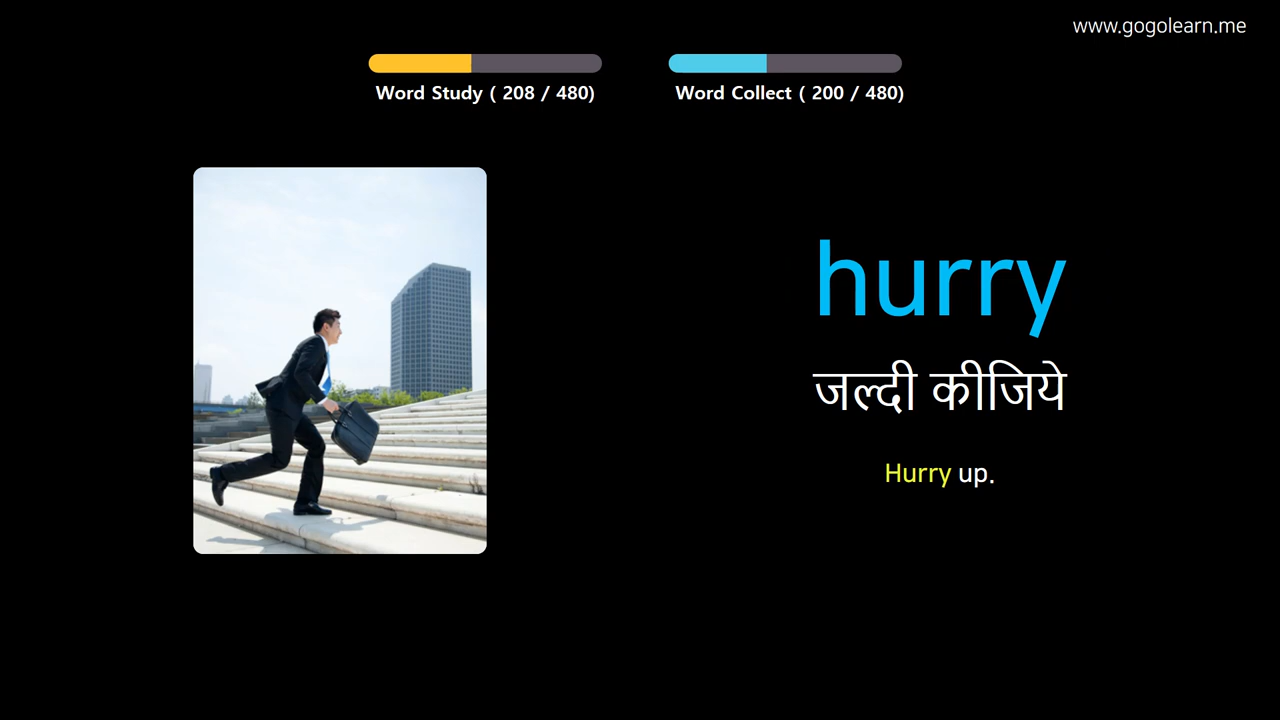 www.gogolearn.me
Word Study ( 208 / 480)
Word Collect ( 200 / 480)
hurry
जल्दी कीजिये
Hurry up.